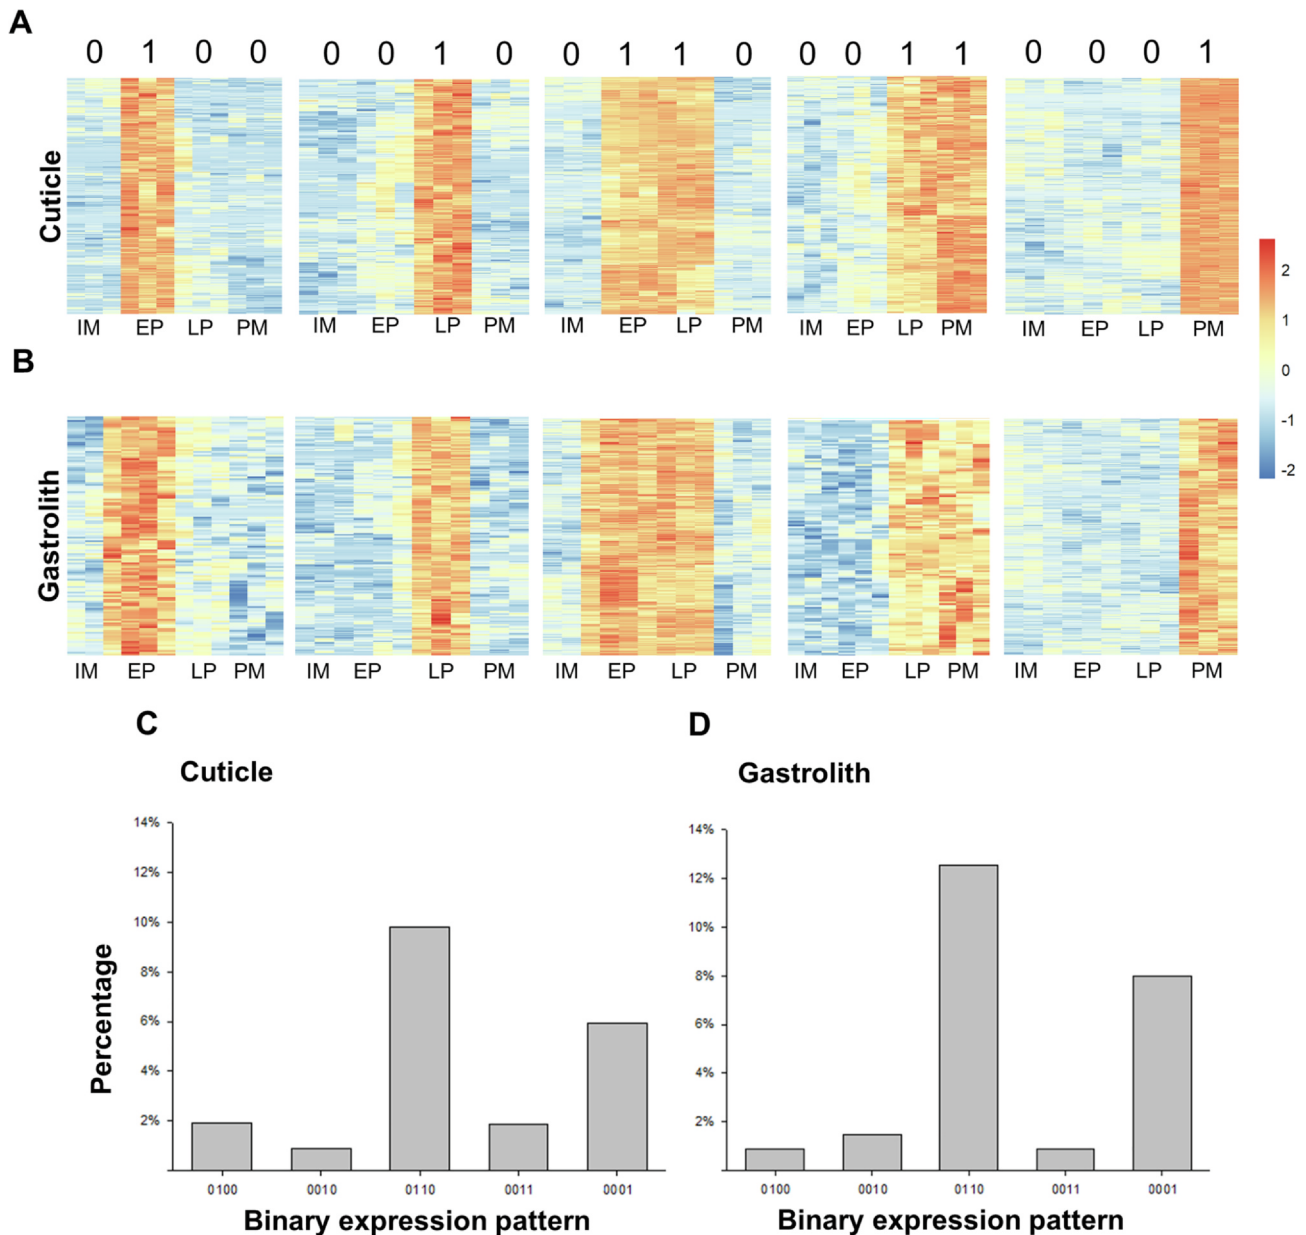 A
0 1 0 0 0 0 1 0 0 1 1 0 0 0 1 1 0 0 0 1
Cuticle
IM EP LP PM IM EP LP PM IM EP LP PM IM EP LP PM IM EP LP PM
2
1
0
-1
-2
B
Gastrolith
IM EP LP PM IM EP LP PM IM EP LP PM IM EP LP PM IM EP LP PM
C
Cuticle
14%
12%
10%
8%
6%
4%
2%
Percentage
0100 0010 0110 0011 0001
Binary expression pattern
D
Gastrolith
14%
12%
10%
8%
6%
4%
2%
0100 0010 0110 0011 0001
Binary expression pattern